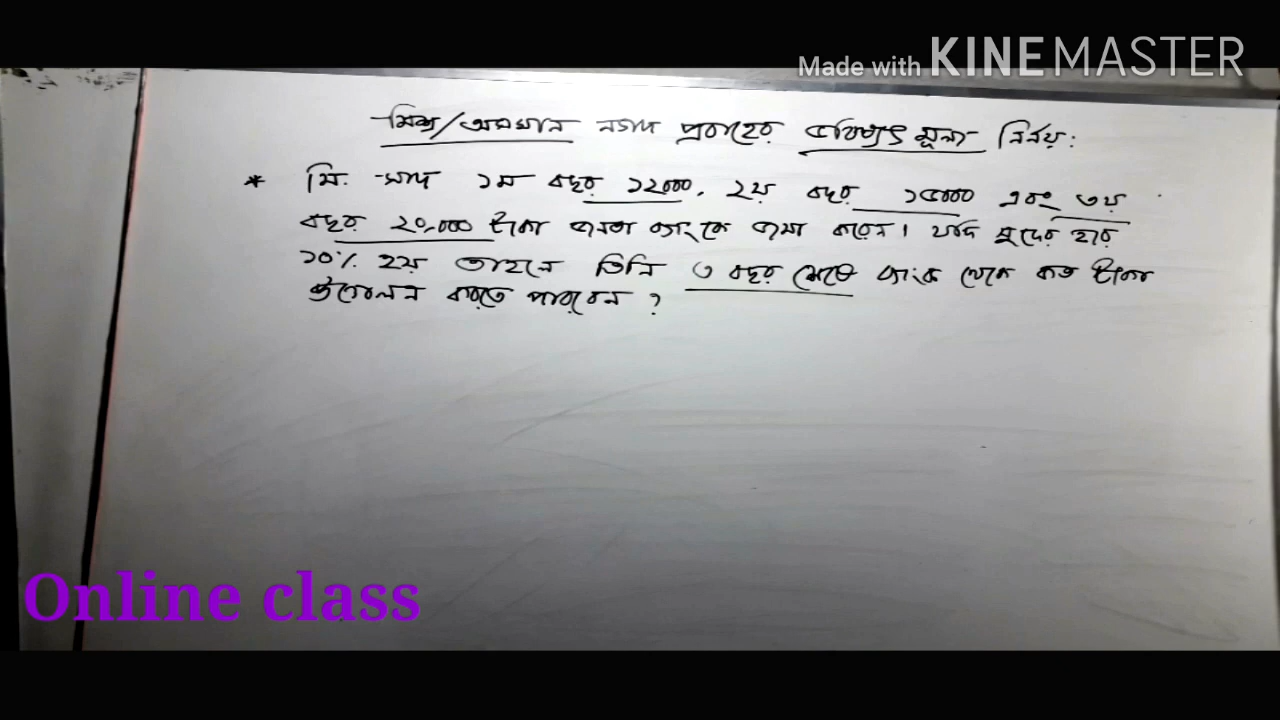 Made with KINEMASTER
মিশ্র/অসমান নগদ প্রবাহের ভবিষ্যৎ মূল্য নির্ণয়:
* মি. সাদ ১ম বছর ১২০০০, ২য় বছর ১৫০০০ এবং ৩য়
বছর ২০,০০০ টাকা জনতা ব্যাংকে জমা করেন। যদি সুদের হার
১০% হয় তাহলে তিনি ৩ বছর শেষে ব্যাংক থেকে কত টাকা
উত্তোলন করতে পারবেন ?
Online class